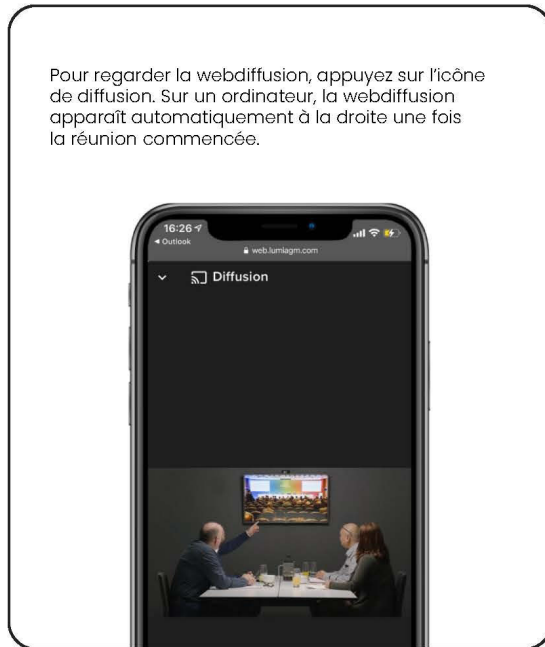 Pour regarder la webdiffusion, appuyez sur l'icône
de diffusion. Sur un ordinateur, la webdiffusion
apparaît automatiquement à la droite une fois
la réunion commencée.
16:26
◄ Outlook
web.lumiagm.com
Diffusion